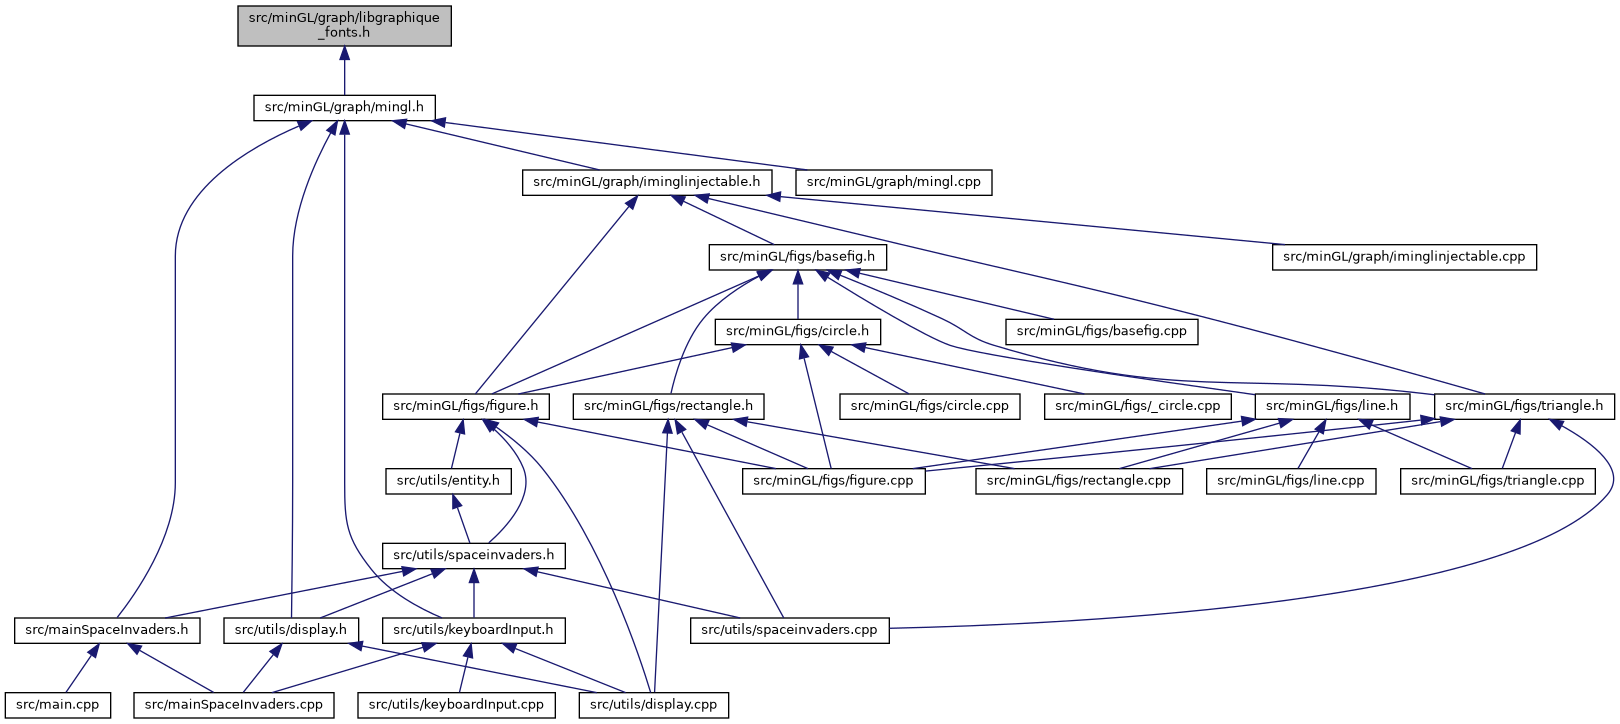 src/minGL/graph/libgraphique
_fonts.h
src/minGL/graph/mingl.h
src/minGL/graph/iminglinjectable.h
src/minGL/graph/mingl.cpp
src/minGL/figs/basefig.h
src/minGL/graph/iminglinjectable.cpp
src/minGL/figs/circle.h
src/minGL/figs/basefig.cpp
src/minGL/figs/figure.h
src/minGL/figs/rectangle.h
src/minGL/figs/circle.cpp
src/minGL/figs/_circle.cpp
src/minGL/figs/line.h
src/minGL/figs/triangle.h
src/utils/entity.h
src/minGL/figs/figure.cpp
src/minGL/figs/rectangle.cpp
src/minGL/figs/line.cpp
src/minGL/figs/triangle.cpp
src/utils/spaceinvaders.h
src/mainSpaceInvaders.h
src/utils/display.h
src/utils/keyboardInput.h
src/utils/spaceinvaders.cpp
src/main.cpp
src/mainSpaceInvaders.cpp
src/utils/keyboardInput.cpp
src/utils/display.cpp